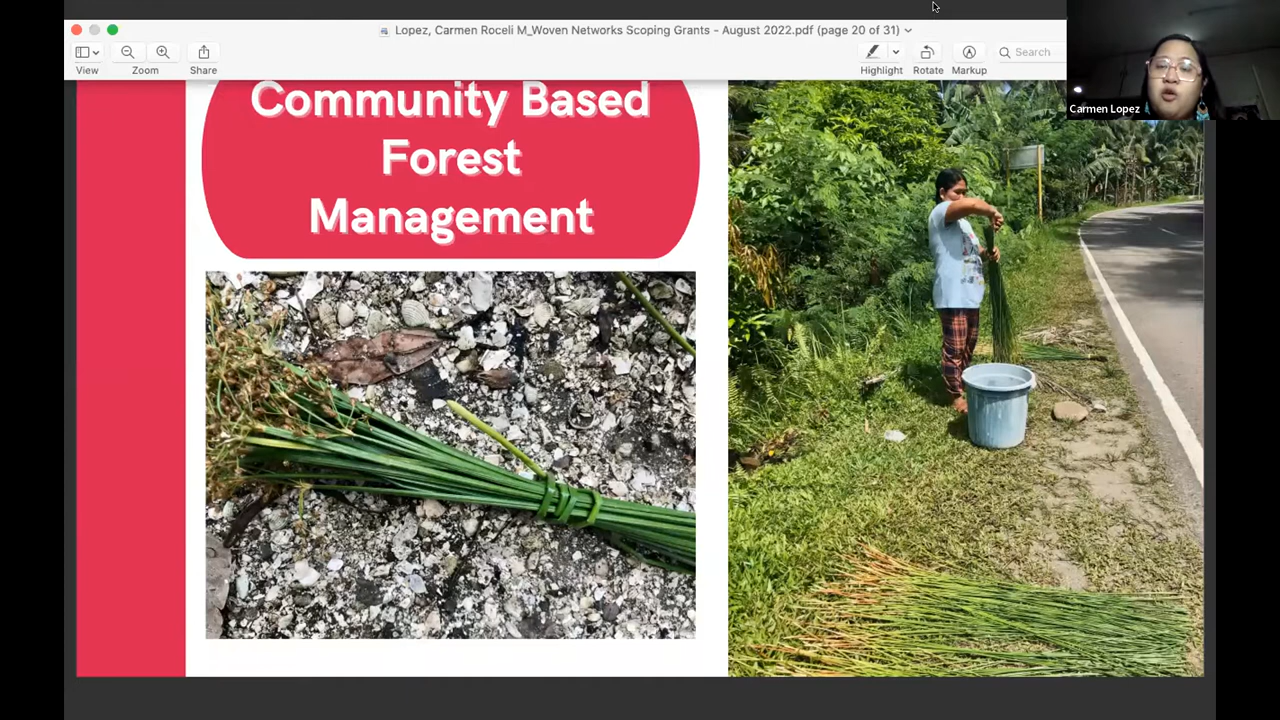 Lopez, Carmen Roceli M_Woven Networks Scoping Grants - August 2022.pdf (page 20 of 31)
View
Zoom
Share
Highlight
Rotate
Markup
Search
Carmen Lopez
Community Based
Forest
Management